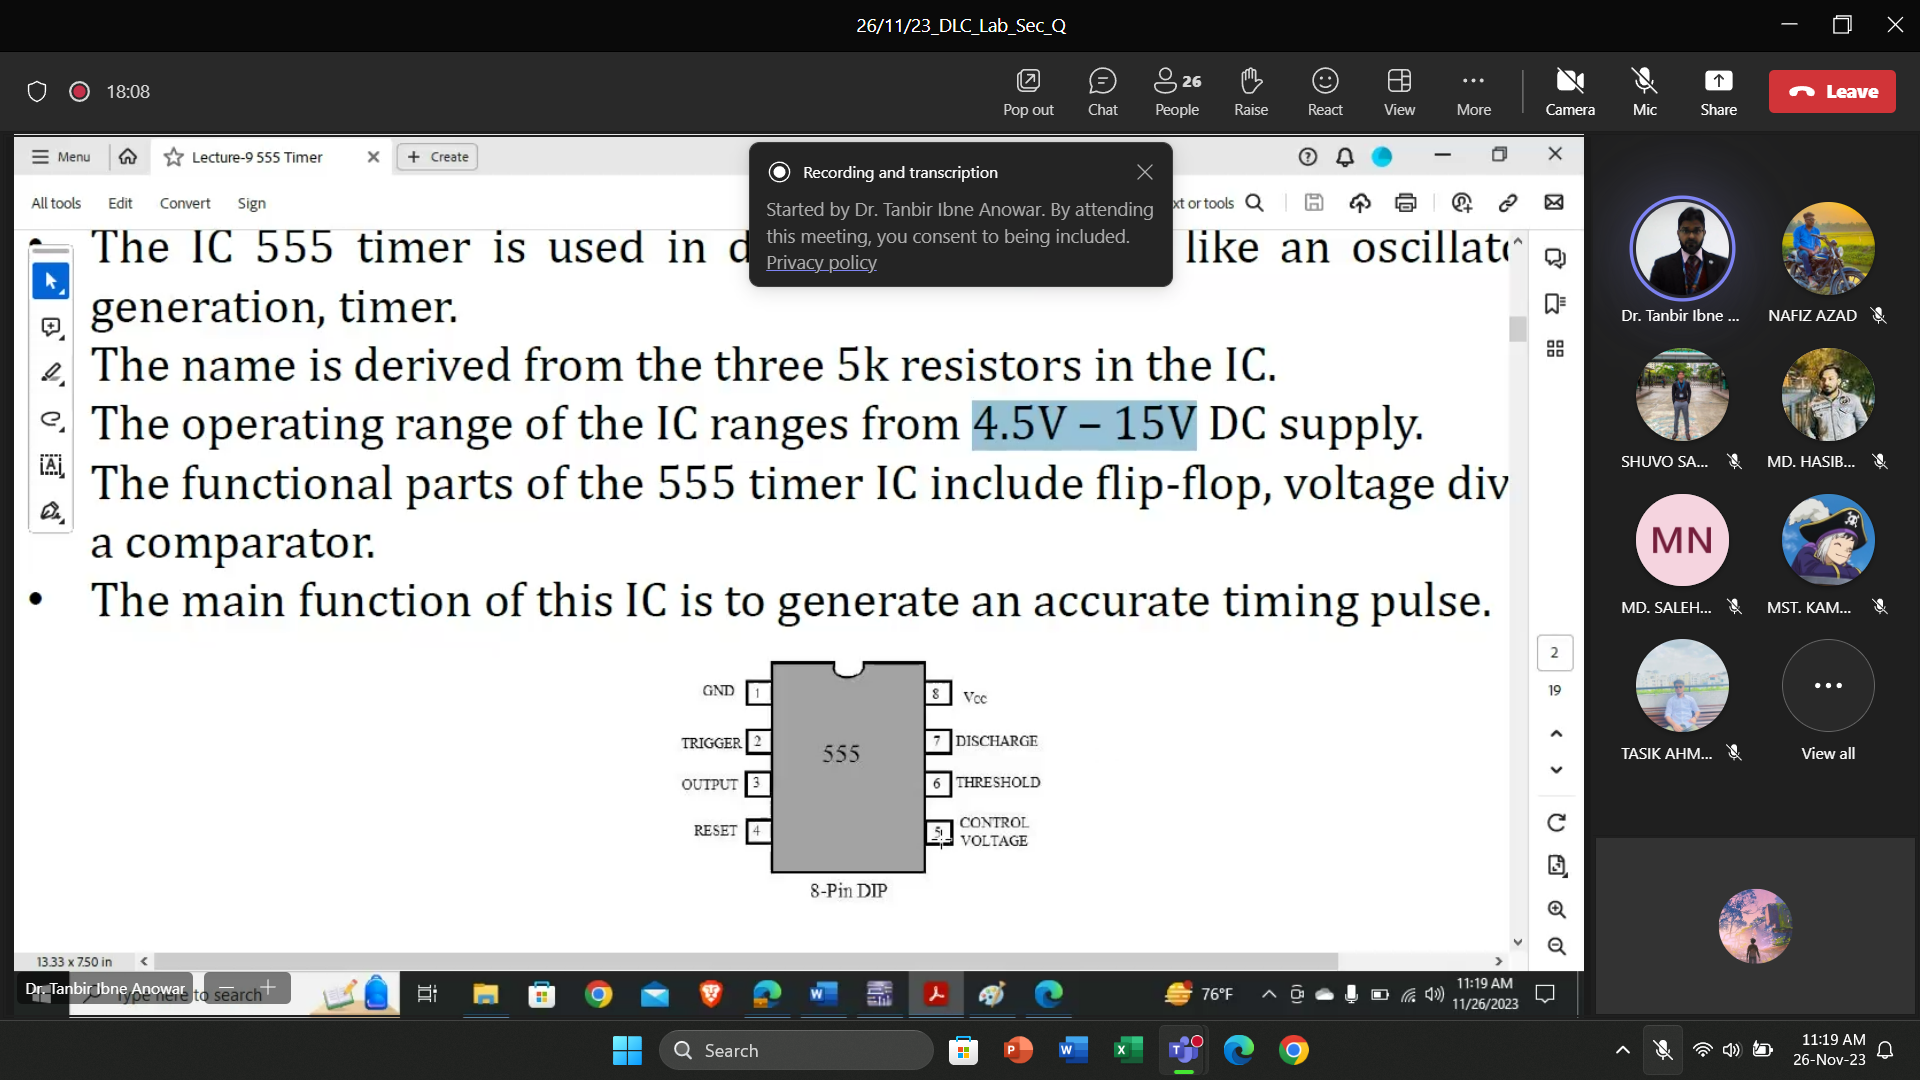 26/11/23_DLC_Lab_Sec_Q
18:08
Pop out
Chat
26
People
Raise
React
View
More
Camera
Mic
Share
Leave
Menu
Lecture-9 555 Timer
Create
All tools
Edit
Convert
Sign
xt or tools
Recording and transcription
Started by Dr. Tanbir Ibne Anowar. By attending
this meeting, you consent to being included.
Privacy policy
The IC 555 timer is used in d
like an oscillato
generation, timer.
The name is derived from the three 5k resistors in the IC.
The operating range of the IC ranges from 4.5V – 15V DC supply.
The functional parts of the 555 timer IC include flip-flop, voltage div
a comparator.
• The main function of this IC is to generate an accurate timing pulse.
GND 1
8 Vcc
TRIGGER 2
555
7 DISCHARGE
OUTPUT 3
6 THRESHOLD
RESET 4
5 CONTROL
VOLTAGE
8-Pin DIP
2
19
13.33 x 7.50 in
Dr. Tanbir Ibne Anowar
Type here to search
76°F
11:19 AM
11/26/2023
Dr. Tanbir Ibne ...
NAFIZ AZAD
SHUVO SA...
MD. HASIB...
MN
MD. SALEH...
MST. KAM...
TASIK AHM...
View all
Search
11:19 AM
26-Nov-23